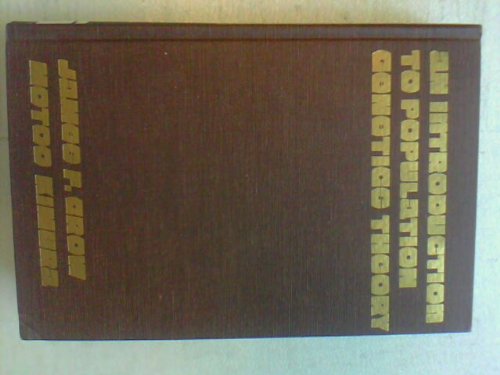 AN INTRODUCTION
TO POPULATION
GENETICS THEORY
JAMES F. CROW
MOTOO KIMURA